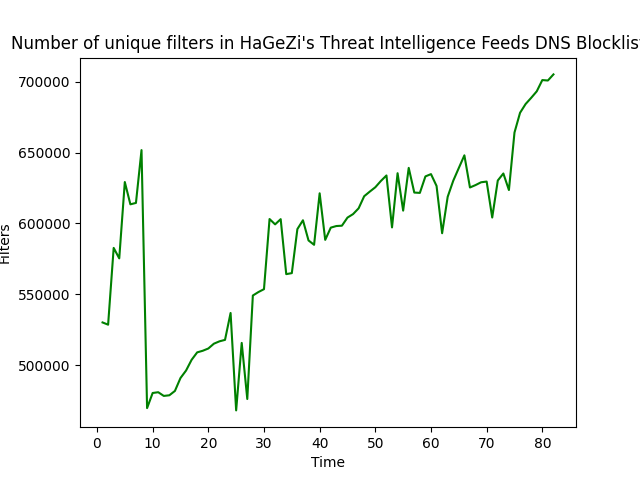 Number of unique filters in HaGeZi's Threat Intelligence Feeds DNS Blocklist
700000
650000
600000
550000
500000
Filters
0 10 20 30 40 50 60 70 80
Time